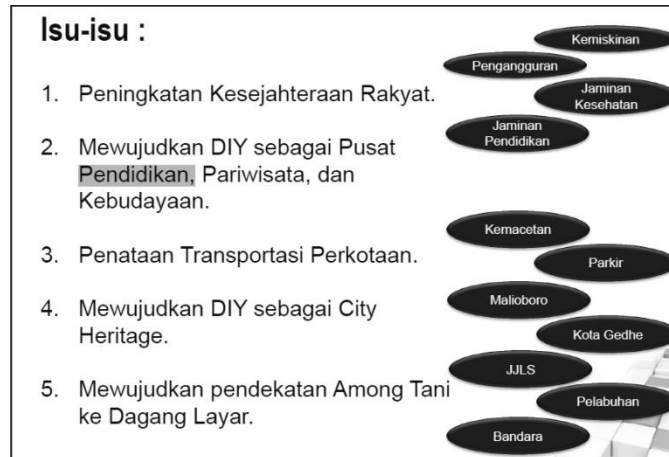 Isu-isu :
1. Peningkatan Kesejahteraan Rakyat.
2. Mewujudkan DIY sebagai Pusat
Pendidikan, Pariwisata, dan
Kebudayaan.
3. Penataan Transportasi Perkotaan.
4. Mewujudkan DIY sebagai City
Heritage.
5. Mewujudkan pendekatan Among Tani
ke Dagang Layar.
Kemiskinan
Pengangguran
Jaminan
Kesehatan
Jaminan
Pendidikan
Kemacetan
Parkir
Malioboro
Kota Gedhe
JJLS
Pelabuhan
Bandara